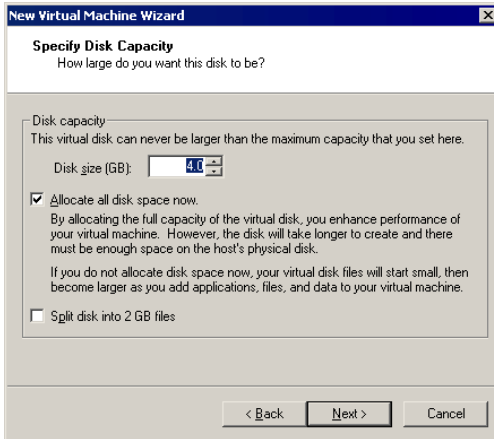 New Virtual Machine Wizard
Specify Disk Capacity
How large do you want this disk to be?
Disk capacity
This virtual disk can never be larger than the maximum capacity that you set here.
Disk size (GB): 4.0
Allocate all disk space now.
By allocating the full capacity of the virtual disk, you enhance performance of
your virtual machine. However, the disk will take longer to create and there
must be enough space on the host's physical disk.
If you do not allocate disk space now, your virtual disk files will start small, then
become larger as you add applications, files, and data to your virtual machine.
Split disk into 2 GB files
< Back Next > Cancel